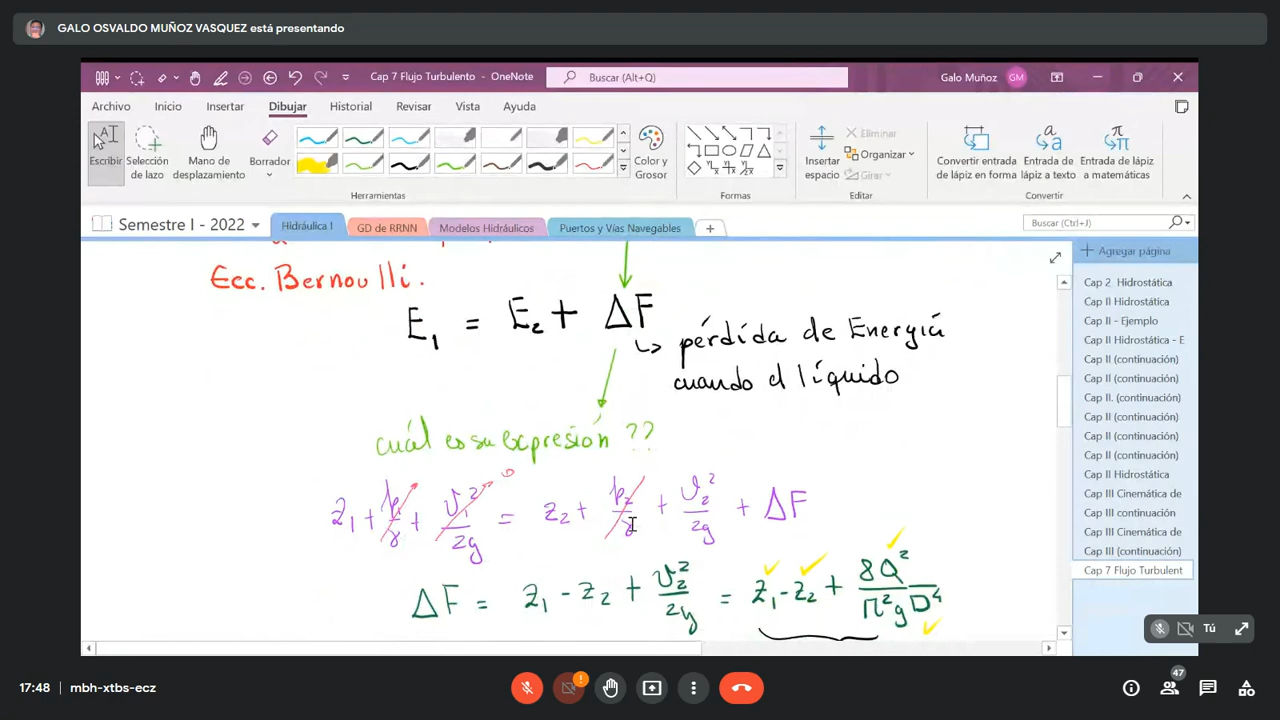 GALO OSVALDO MUÑOZ VASQUEZ está presentando
Cap 7 Flujo Turbulento - OneNote
Buscar (Alt+Q)
Galo Muñoz
GM
Archivo Inicio Insertar Dibujar Historial Revisar Vista Ayuda
Escribir
Selección de lazo
Mano de desplazamiento
Borrador
Color y Grosor
Insertar espacio
Eliminar
Organizar
Girar
Convertir entrada de lápiz en forma
Entrada de lápiz a texto
Entrada de lápiz a matemáticas
Herramientas Formas Editar Convertir
Semestre I - 2022
Hidráulica I
GD de RRNN
Modelos Hidráulicos
Puertos y Vías Navegables
Buscar (Ctrl+J)
Ecc. Bernoulli.
E₁ = E₂ + ΔF
pérdida de Energía
cuando el líquido
cuál es su expresión ??
z₁ + p₁/γ + v₁²/2g = z₂ + p₂/γ + v₂²/2g + ΔF
0
ΔF = z₁ - z₂ + v₂²/2g = z₁ - z₂ + 8Q²/π²gD⁴
Agregar página
Cap 2 Hidrostática
Cap II Hidrostática
Cap II - Ejemplo
Cap II Hidrostática - E
Cap II (continuación)
Cap II (continuación)
Cap II. (continuación)
Cap II (continuación)
Cap II (continuación)
Cap II (continuación)
Cap II Hidrostática
Cap III Cinemática de
Cap III (continuación)
Cap III Cinemática de
Cap III (continuación)
Cap 7 Flujo Turbulent
Tú
17:48 mbh-xtbs-ecz
47